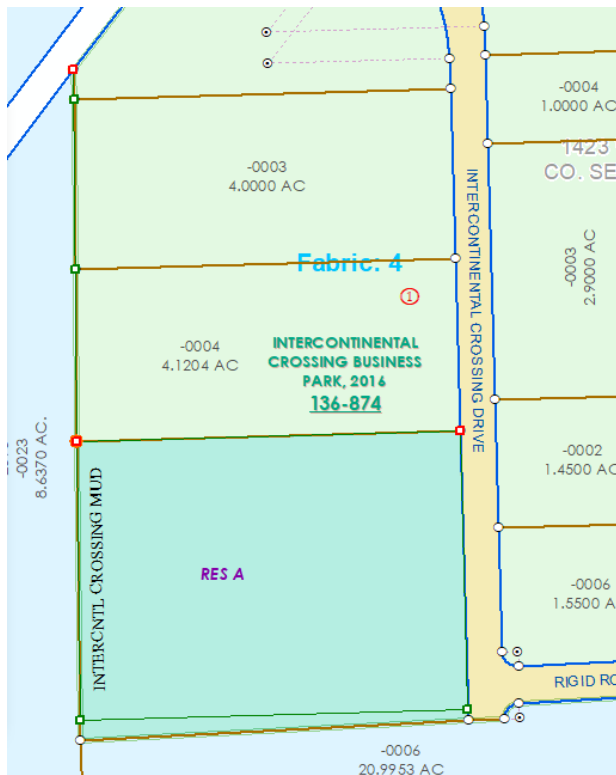 -0004
1.0000 AC
1423
CO. SE
-0003
4.0000 AC
INTERCONTINENTAL CROSSING DRIVE
-0003
2.9000 AC
Fabric: 4
1
-0004
4.1204 AC
INTERCONTINENTAL
CROSSING BUSINESS
PARK, 2016
136-874
-0023
8.6370 AC.
-0002
1.4500 AC
INTERCNTL CROSSING MUD
RES A
-0006
1.5500 A
RIGID RO
-0006
20.9953 AC